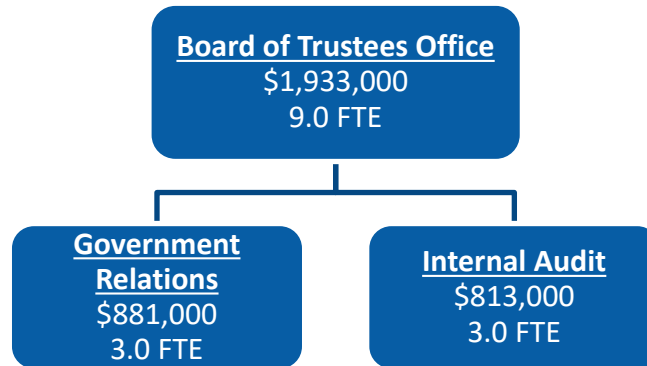 Board of Trustees Office
$1,933,000
9.0 FTE
Government
Relations
$881,000
3.0 FTE
Internal Audit
$813,000
3.0 FTE